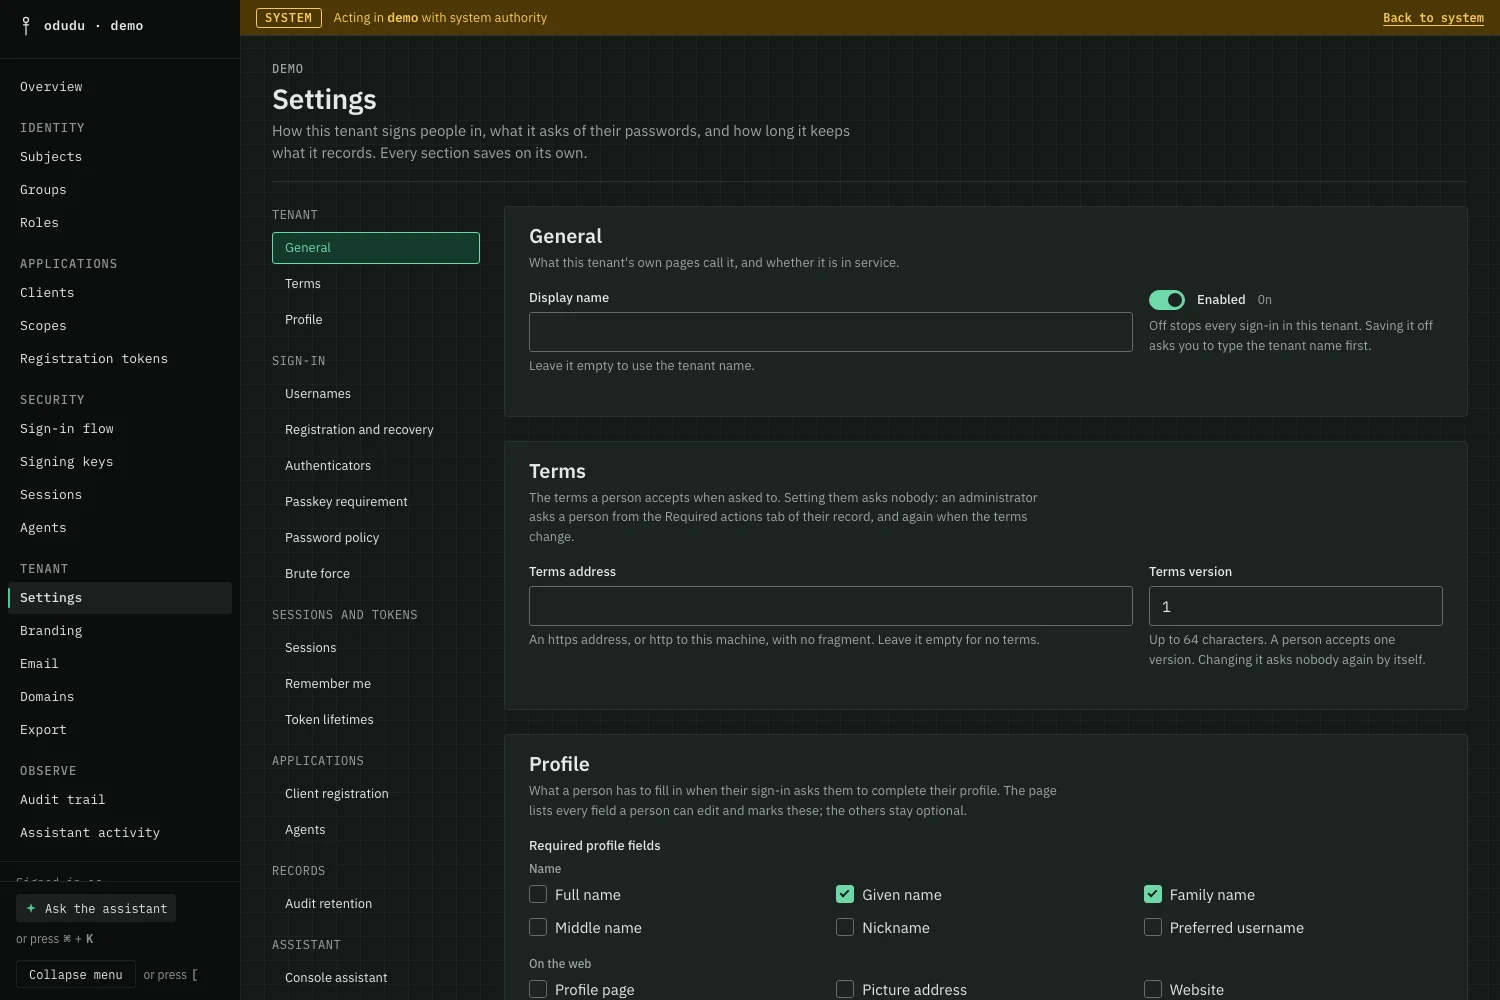 odudu · demo
Overview
IDENTITY
Subjects
Groups
Roles
APPLICATIONS
Clients
Scopes
Registration tokens
SECURITY
Sign-in flow
Signing keys
Sessions
Agents
TENANT
Settings
Branding
Email
Domains
Export
OBSERVE
Audit trail
Assistant activity
Ask the assistant
or press ⌘ + K
Collapse menu or press [
SYSTEM Acting in demo with system authority
Back to system
DEMO
Settings
How this tenant signs people in, what it asks of their passwords, and how long it keeps
what it records. Every section saves on its own.
TENANT
General
Terms
Profile
SIGN-IN
Usernames
Registration and recovery
Authenticators
Passkey requirement
Password policy
Brute force
SESSIONS AND TOKENS
Sessions
Remember me
Token lifetimes
APPLICATIONS
Client registration
Agents
RECORDS
Audit retention
ASSISTANT
Console assistant
General
What this tenant's own pages call it, and whether it is in service.
Display name
Leave it empty to use the tenant name.
Enabled On
Off stops every sign-in in this tenant. Saving it off
asks you to type the tenant name first.
Terms
The terms a person accepts when asked to. Setting them asks nobody: an administrator
asks a person from the Required actions tab of their record, and again when the terms
change.
Terms address
An https address, or http to this machine, with no fragment. Leave it empty for no terms.
Terms version
1
Up to 64 characters. A person accepts one
version. Changing it asks nobody again by itself.
Profile
What a person has to fill in when their sign-in asks them to complete their profile. The page
lists every field a person can edit and marks these; the others stay optional.
Required profile fields
Name
Full name Given name Family name
Middle name Nickname Preferred username
On the web
Profile page Picture address Website